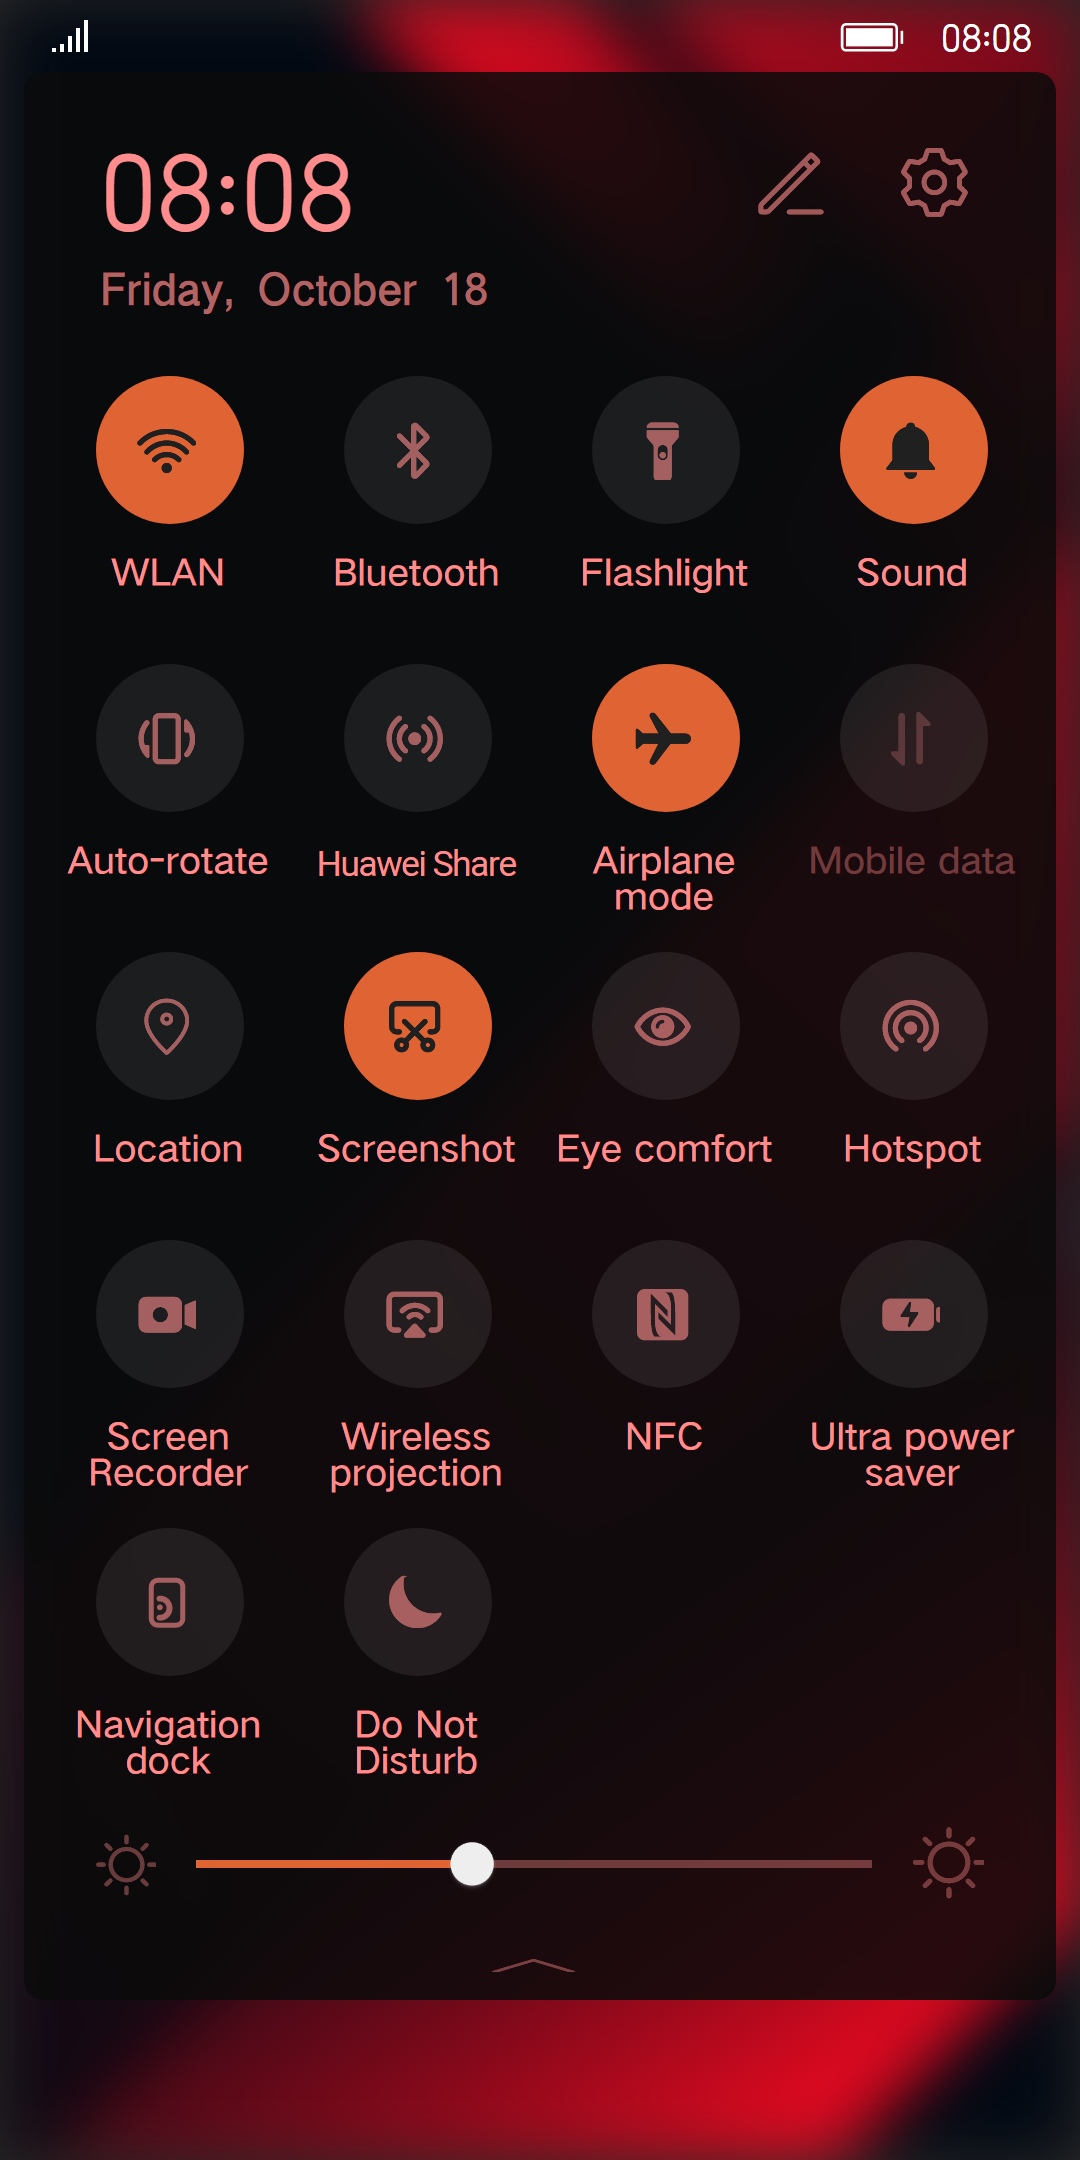 08:08
08:08
Friday, October 18
WLAN Bluetooth Flashlight Sound
Auto-rotate Huawei Share Airplane mode Mobile data
Location Screenshot Eye comfort Hotspot
Screen Recorder Wireless projection NFC Ultra power saver
Navigation dock Do Not Disturb